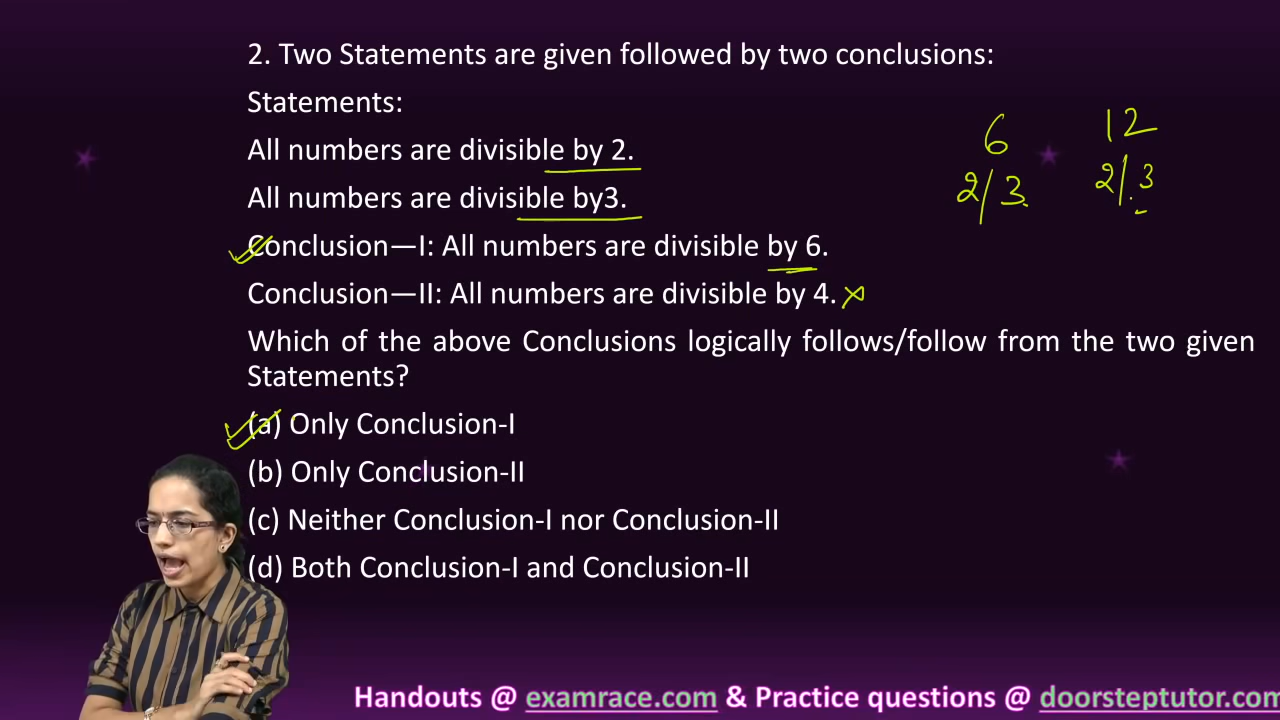 2. Two Statements are given followed by two conclusions:
Statements:
All numbers are divisible by 2.
All numbers are divisible by3.
Conclusion—I: All numbers are divisible by 6.
Conclusion—II: All numbers are divisible by 4.
Which of the above Conclusions logically follows/follow from the two given
Statements?
(a) Only Conclusion-I
(b) Only Conclusion-II
(c) Neither Conclusion-I nor Conclusion-II
(d) Both Conclusion-I and Conclusion-II
6 12
2/3 2/3
Handouts @ examrace.com & Practice questions @ doorsteptutor.com